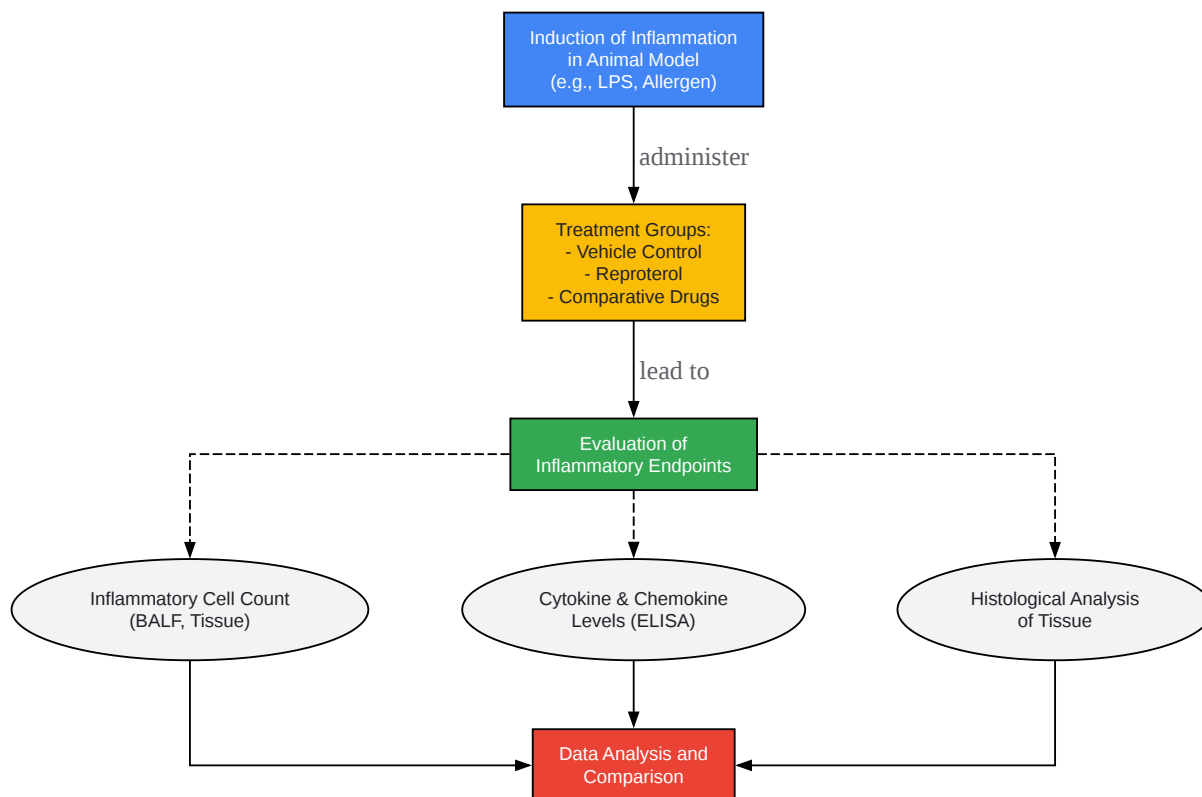 Induction of Inflammation
in Animal Model
(e.g., LPS, Allergen)
administer
Treatment Groups:
- Vehicle Control
- Reproterol
- Comparative Drugs
lead to
Evaluation of
Inflammatory Endpoints
Inflammatory Cell Count
(BALF, Tissue)
Cytokine & Chemokine
Levels (ELISA)
Histological Analysis
of Tissue
Data Analysis and
Comparison